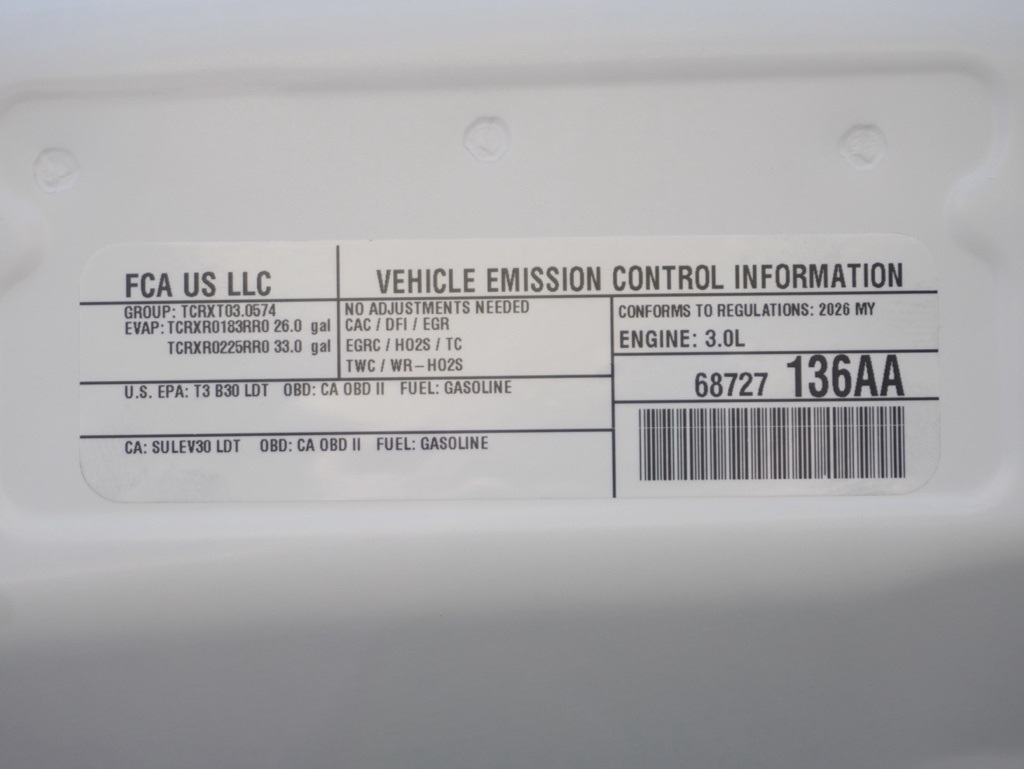 FCA US LLC
VEHICLE EMISSION CONTROL INFORMATION
GROUP: TCRXT03.0574
EVAP: TCRXR0183RR0 26.0 gal
TCRXR0225RR0 33.0 gal
NO ADJUSTMENTS NEEDED
CAC / DFI / EGR
EGRC / HO2S / TC
TWC / WR-HO2S
CONFORMS TO REGULATIONS: 2026 MY
ENGINE: 3.0L
68727 136AA
U.S. EPA: T3 B30 LDT OBD: CA OBD II FUEL: GASOLINE
CA: SULEV30 LDT OBD: CA OBD II FUEL: GASOLINE